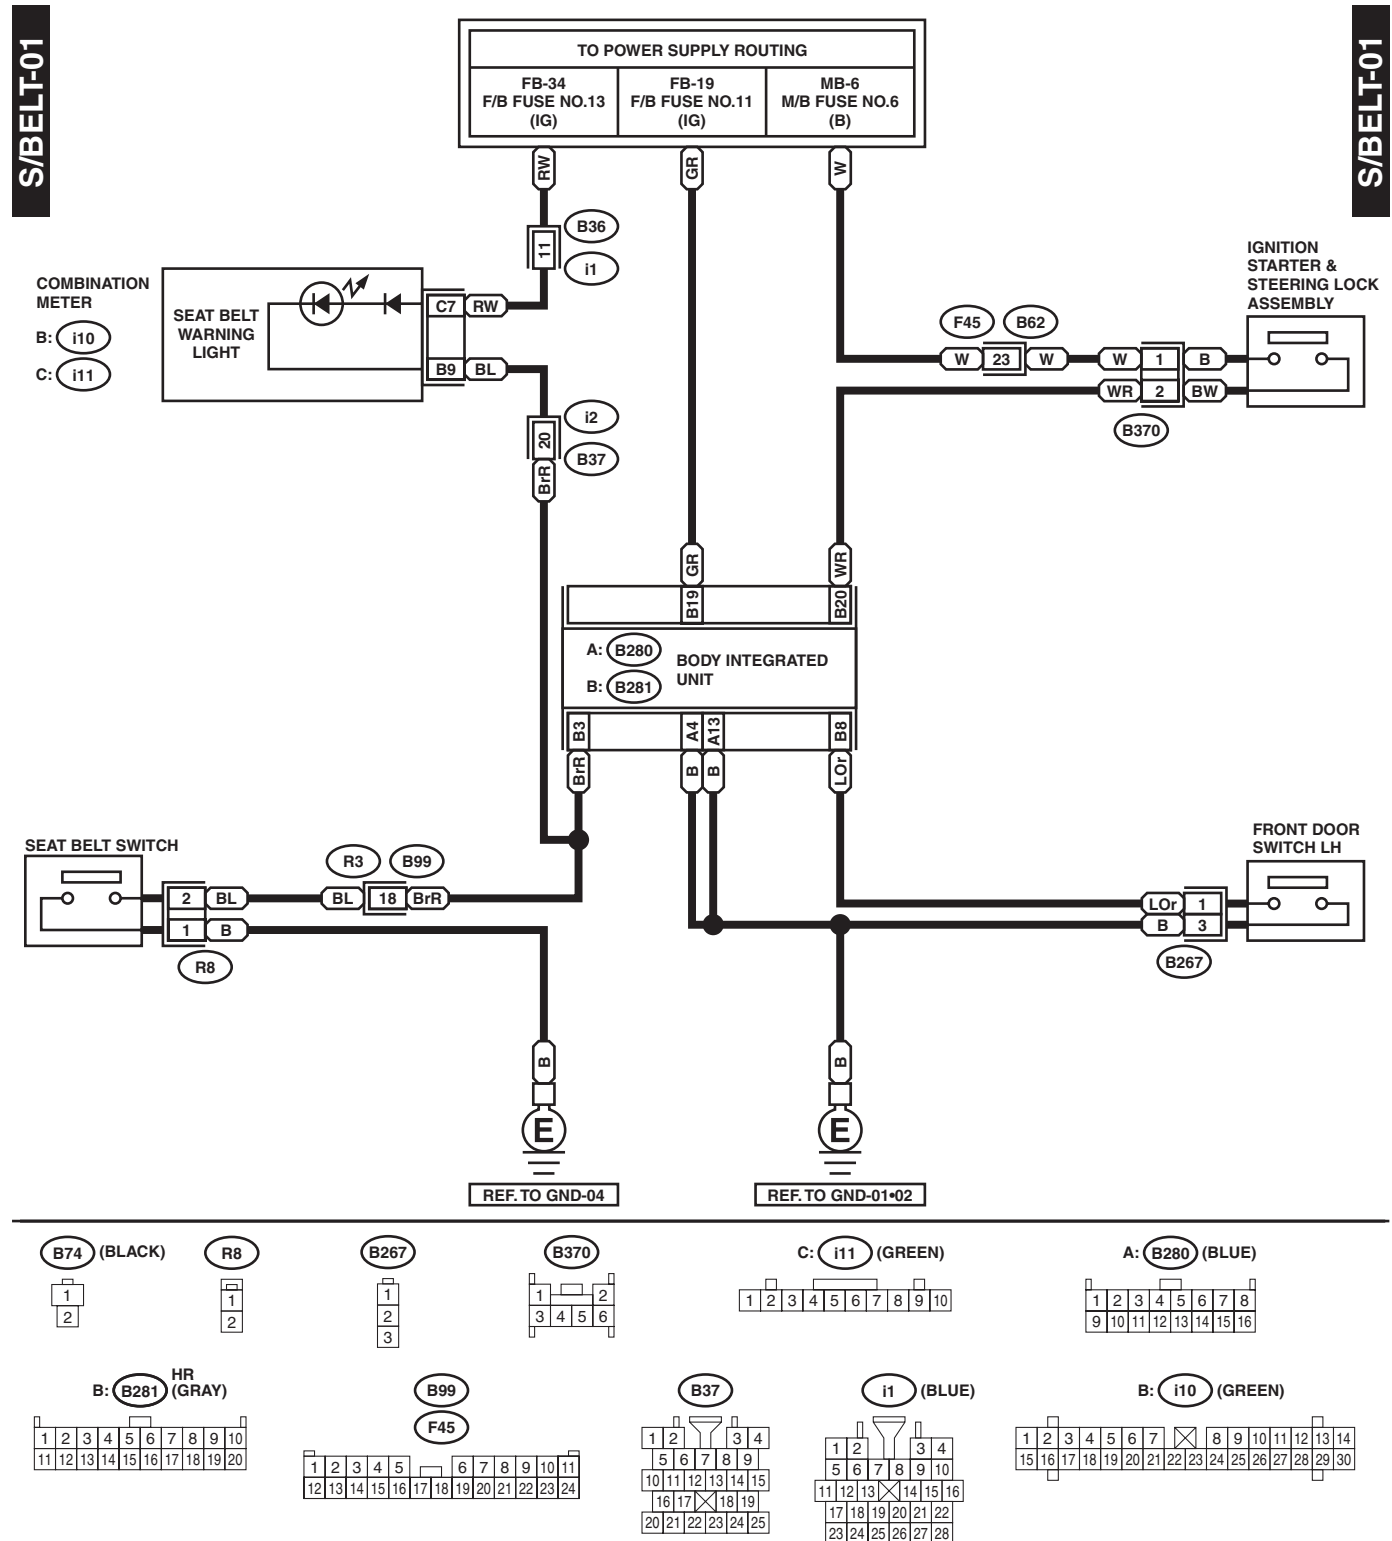 S/BELT-01
S/BELT-01
TO POWER SUPPLY ROUTING
FB-34
F/B FUSE NO.13
(IG)
FB-19
F/B FUSE NO.11
(IG)
MB-6
M/B FUSE NO.6
(B)
RW
GR
W
11
B36
i1
COMBINATION
METER
B: i10
C: i11
SEAT BELT
WARNING
LIGHT
C7 RW
B9 BL
20
i2
B37
BrR
IGNITION
STARTER &
STEERING LOCK
ASSEMBLY
F45 B62
W 23 W W 1 B
WR 2 BW
B370
GR
WR
B19
B20
A: B280
B: B281
BODY INTEGRATED
UNIT
B3
A4
A13
B8
BrR
B
B
LOr
SEAT BELT SWITCH
R3 B99
2 BL BL 18 BrR
1 B
R8
FRONT DOOR
SWITCH LH
LOr 1
B 3
B267
B
B
E
E
REF. TO GND-04
REF. TO GND-01•02
B74 (BLACK)
1
2
R8
1
2
B267
1
2
3
B370
1 2
3 4 5 6
C: i11 (GREEN)
1 2 3 4 5 6 7 8 9 10
A: B280 (BLUE)
1 2 3 4 5 6 7 8
9 10 11 12 13 14 15 16
HR
B: B281 (GRAY)
1 2 3 4 5 6 7 8 9 10
11 12 13 14 15 16 17 18 19 20
B99
F45
1 2 3 4 5 6 7 8 9 10 11
12 13 14 15 16 17 18 19 20 21 22 23 24
B37
1 2 3 4
5 6 7 8 9
10 11 12 13 14 15
16 17 18 19
20 21 22 23 24 25
i1 (BLUE)
1 2 3 4
5 6 7 8 9 10
11 12 13 14 15 16
17 18 19 20 21 22
23 24 25 26 27 28
B: i10 (GREEN)
1 2 3 4 5 6 7 8 9 10 11 12 13 14
15 16 17 18 19 20 21 22 23 24 25 26 27 28 29 30